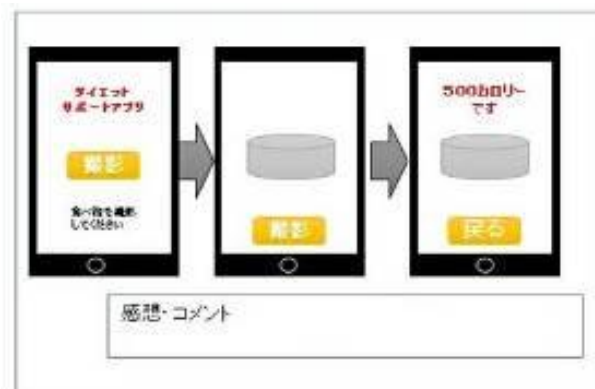 ダイエット
サポートアプリ
撮影
食べ物を撮影
してください
撮影
500カロリー
です
戻る
感想・コメント